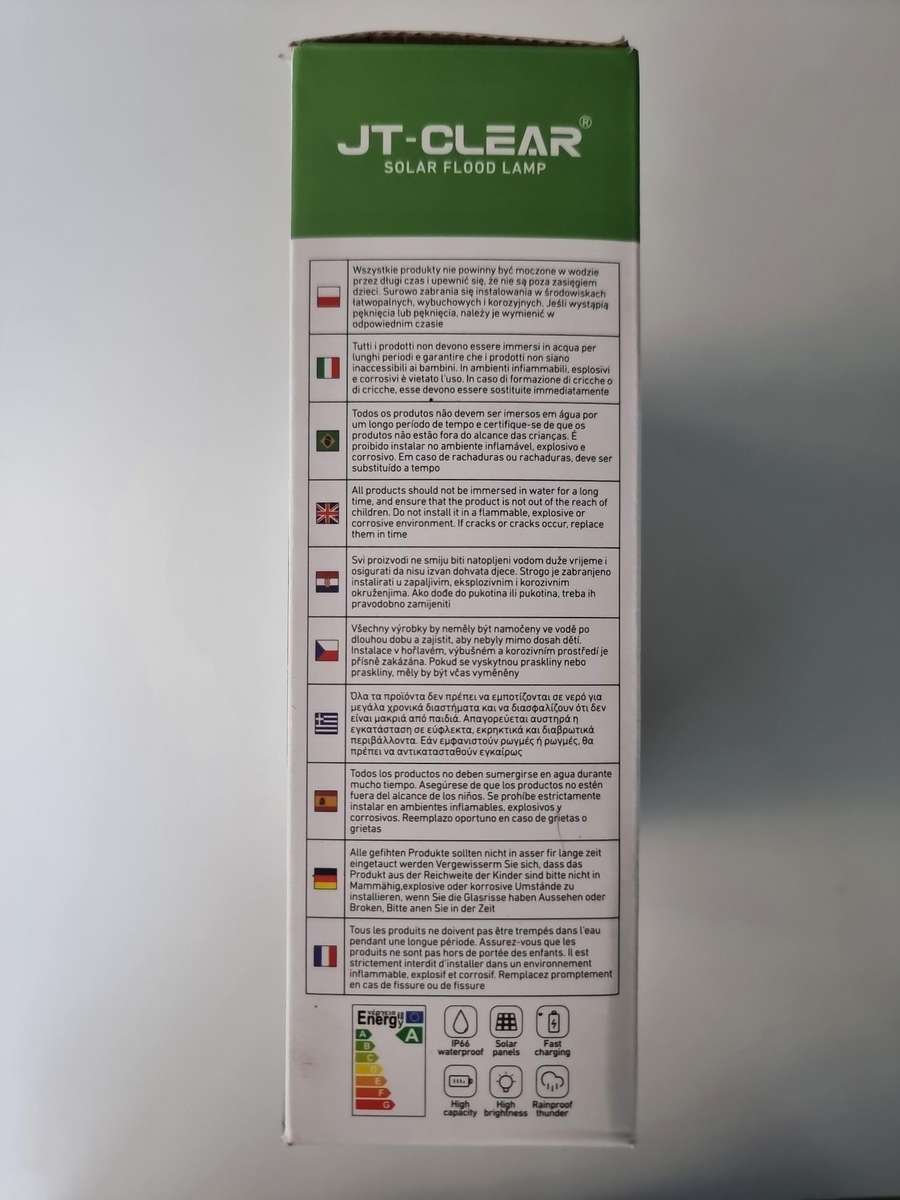 JT-CLEAR®
SOLAR FLOOD LAMP
Wszystkie produkty nie powinny być moczone w wodzie
przez długi czas i upewnić się, że nie są poza zasięgiem
dzieci. Surowo zabrania się instalowania w środowiskach
łatwopalnych, wybuchowych i korozyjnych. Jeśli wystąpią
pęknięcia lub pęknięcia, należy je wymienić w
odpowiednim czasie
Tutti i prodotti non devono essere immersi in acqua per
lunghi periodi e garantire che i prodotti non siano
inaccessibili ai bambini. In ambienti infiammabili, esplosivi
e corrosivi è vietato l'uso. In caso di formazione di cricche o
di cricche, esse devono essere sostituite immediatamente
Todos os produtos não devem ser imersos em água por
um longo período de tempo e certifique-se de que os
produtos não estão fora do alcance das crianças. É
proibido instalar no ambiente inflamável, explosivo e
corrosivo. Em caso de rachaduras ou rachaduras, deve ser
substituído a tempo
All products should not be immersed in water for a long
time, and ensure that the product is not out of the reach of
children. Do not install it in a flammable, explosive or
corrosive environment. If cracks or cracks occur, replace
them in time
Svi proizvodi ne smiju biti natopljeni vodom duže vrijeme i
osigurati da nisu izvan dohvata djece. Strogo je zabranjeno
instalirati u zapaljivim, eksplozivnim i korozivnim
okruženjima. Ako dođe do pukotina ili pukotina, treba ih
pravodobno zamijeniti
Všechny výrobky by neměly být namočeny ve vodě po
dlouhou dobu a zajistit, aby nebyly mimo dosah dětí.
Instalace v hořlavém, výbušném a korozivním prostředí je
přísně zakázána. Pokud se vyskytnou praskliny nebo
praskliny, měly by být včas vyměněny
Όλα τα προϊόντα δεν πρέπει να εμποτίζονται σε νερό για
μεγάλα χρονικά διαστήματα και να διασφαλίζουν ότι δεν
είναι μακριά από παιδιά. Απαγορεύεται αυστηρά η
εγκατάσταση σε εύφλεκτα, εκρηκτικά και διαβρωτικά
περιβάλλοντα. Εάν εμφανιστούν ρωγμές ή ρωγμές, θα
πρέπει να αντικατασταθούν εγκαίρως
Todos los productos no deben sumergirse en agua durante
mucho tiempo. Asegúrese de que los productos no estén
fuera del alcance de los niños. Se prohíbe estrictamente
instalar en ambientes inflamables, explosivos y
corrosivos. Reemplazo oportuno en caso de grietas o
grietas
Alle gefihten Produkte sollten nicht in asser fir lange zeit
eingetauct werden Vergewisserm Sie sich, dass das
Produkt aus der Reichweite der Kinder sind bitte nicht in
Mammähig,explosive oder korrosive Umstánde zu
installieren, wenn Sie die Glasrisse haben Aussehen oder
Broken, Bitte anen Sie in der Zeit
Tous les produits ne doivent pas être trempés dans l'eau
pendant une longue période. Assurez-vous que les
produits ne sont pas hors de portée des enfants. Il est
strictement interdit d'installer dans un environnement
inflammable, explosif et corrosif. Remplacez promptement
en cas de fissure ou de fissure
Energy
A
A
B
C
D
E
F
G
IP66
waterproof
Solar
panels
Fast
charging
High
capacity
High
brightness
Rainproof
thunder